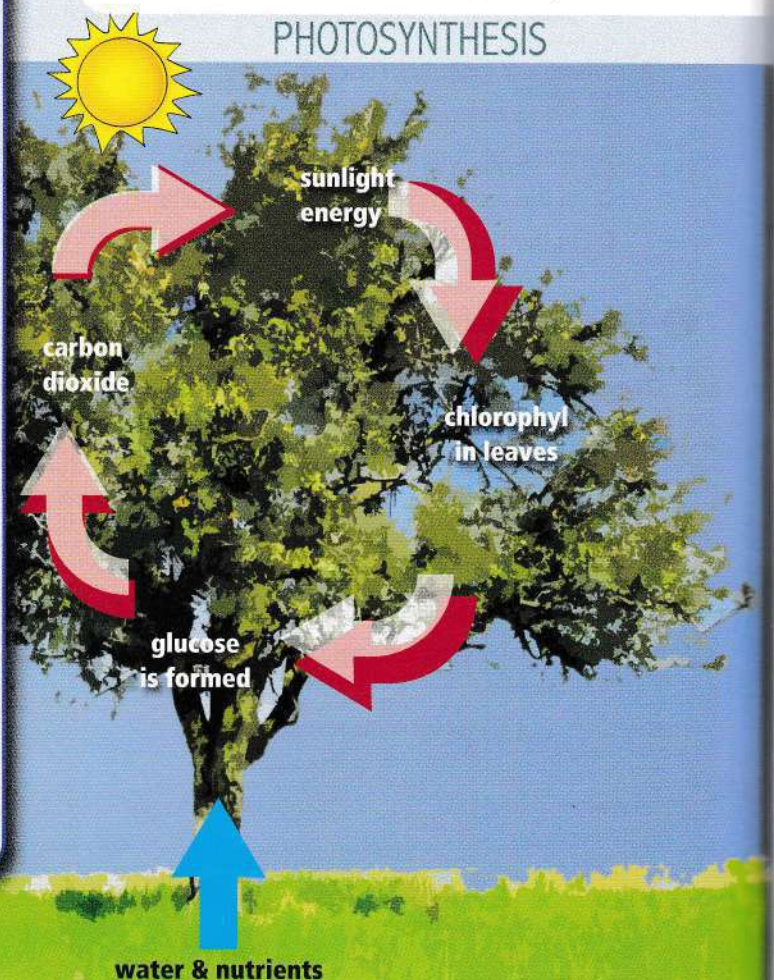 PHOTOSYNTHESIS
sunlight
energy
carbon
dioxide
chlorophyl
in leaves
glucose
is formed
water & nutrients